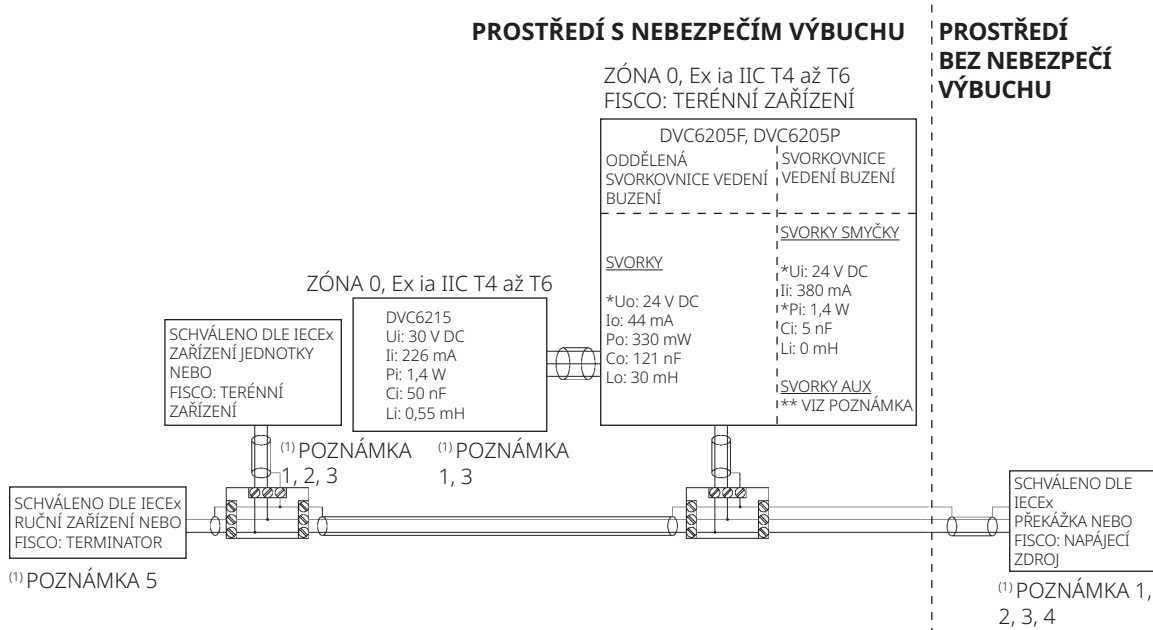 PROSTŘEDÍ S NEBEZPEČÍM VÝBUCHU
PROSTŘEDÍ
BEZ NEBEZPEČÍ
VÝBUCHU
ZÓNA 0, Ex ia IIC T4 až T6
FISCO: TERÉNNÍ ZAŘÍZENÍ
DVC6205F, DVC6205P
ODDĚLENÁ
SVORKOVNICE VEDENÍ
BUZENÍ
SVORKOVNICE
VEDENÍ BUZENÍ
SVORKY
*Uo: 24 V DC
Io: 44 mA
Po: 330 mW
Co: 121 nF
Lo: 30 mH
SVORKY SMYČKY
*Ui: 24 V DC
Ii: 380 mA
*Pi: 1,4 W
Ci: 5 nF
Li: 0 mH
SVORKY AUX
** VIZ POZNÁMKA
ZÓNA 0, Ex ia IIC T4 až T6
DVC6215
Ui: 30 V DC
Ii: 226 mA
Pi: 1,4 W
Ci: 50 nF
Li: 0,55 mH
(1) POZNÁMKA
1, 3
SCHVÁLENO DLE IECEx
ZAŘÍZENÍ JEDNOTKY
NEBO
FISCO: TERÉNNÍ
ZAŘÍZENÍ
(1) POZNÁMKA
1, 2, 3
SCHVÁLENO DLE IECEx
RUČNÍ ZAŘÍZENÍ NEBO
FISCO: TERMINATOR
(1) POZNÁMKA 5
SCHVÁLENO DLE
IECEx
PŘEKÁŽKA NEBO
FISCO: NAPÁJECÍ
ZDROJ
(1) POZNÁMKA 1,
2, 3, 4